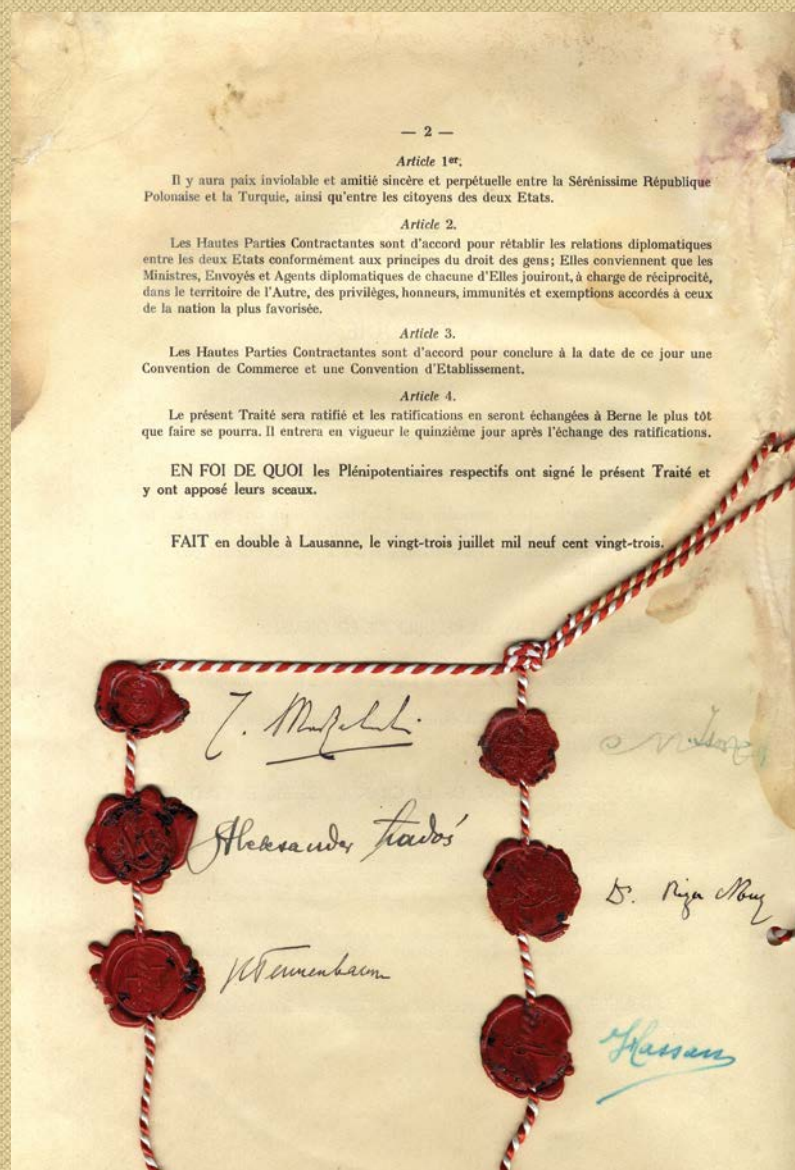 — 2 —
Article 1er.
Il y aura paix inviolable et amitié sincère et perpétuelle entre la Sérénissime République
Polonaise et la Turquie, ainsi qu'entre les citoyens des deux Etats.
Article 2.
Les Hautes Parties Contractantes sont d'accord pour rétablir les relations diplomatiques
entre les deux Etats conformément aux principes du droit des gens; Elles conviennent que les
Ministres, Envoyés et Agents diplomatiques de chacune d'Elles jouiront, à charge de réciprocité,
dans le territoire de l'Autre, des privilèges, honneurs, immunités et exemptions accordés à ceux
de la nation la plus favorisée.
Article 3.
Les Hautes Parties Contractantes sont d'accord pour conclure à la date de ce jour une
Convention de Commerce et une Convention d'Etablissement.
Article 4.
Le présent Traité sera ratifié et les ratifications en seront échangées à Berne le plus tôt
que faire se pourra. Il entrera en vigueur le quinzième jour après l'échange des ratifications.
EN FOI DE QUOI les Plénipotentiaires respectifs ont signé le présent Traité et
y ont apposé leurs sceaux.
FAIT en double à Lausanne, le vingt-trois juillet mil neuf cent vingt-trois.
Aleksander Ładoś
Dr.
Tennenbaum
Hassan